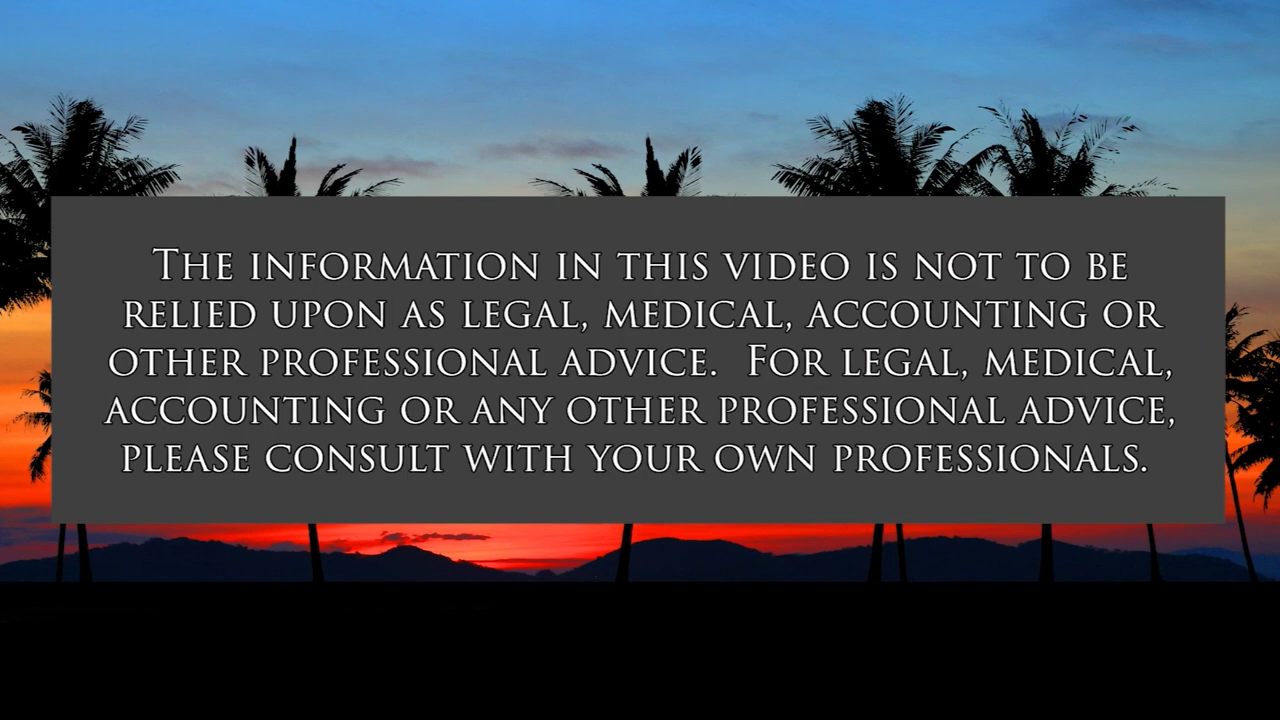 The information in this video is not to be
relied upon as legal, medical, accounting or
other professional advice.  For legal, medical,
accounting or any other professional advice,
please consult with your own professionals.